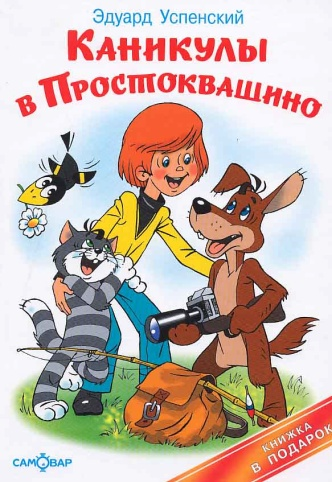 Эдуард Успенский
Каникулы
в Простоквашино
КНИЖКА
В ПОДАРОК
САМОВАР